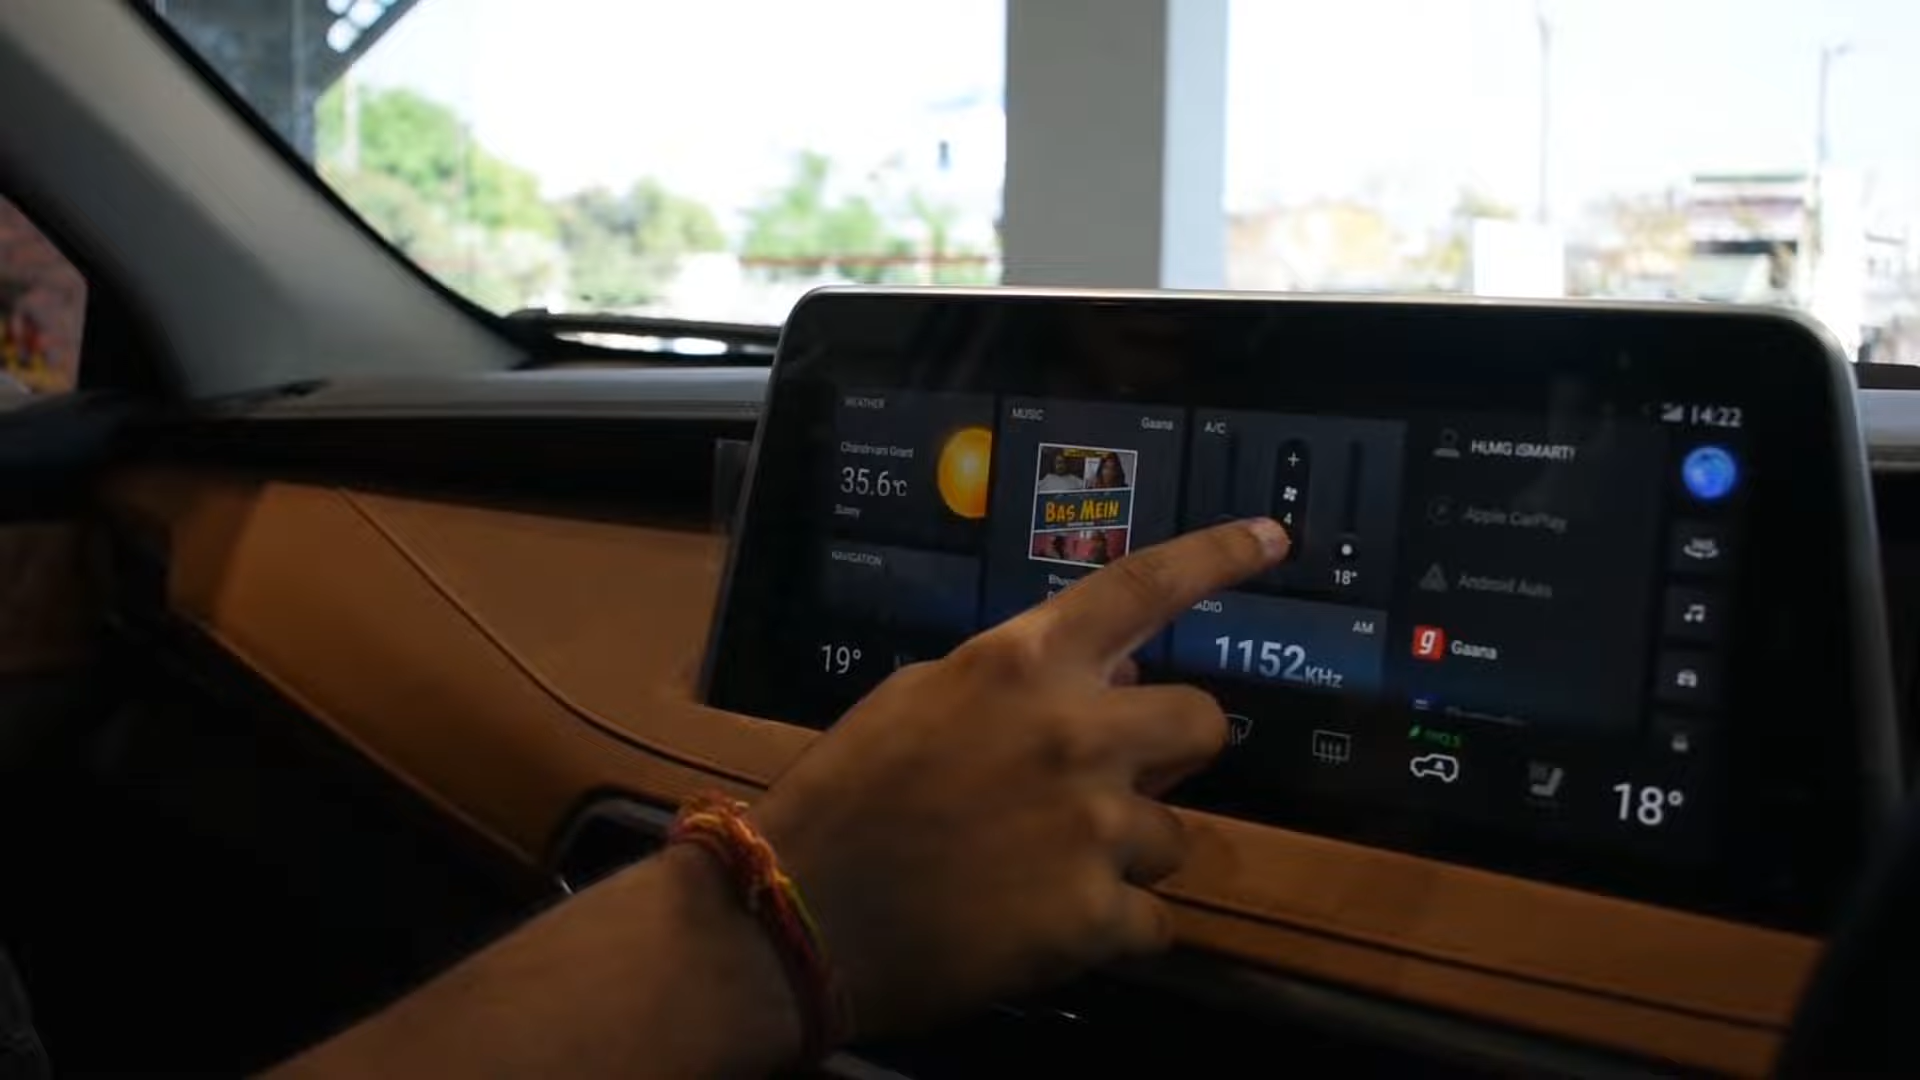 14:22
WEATHER
35.6℃
Sunny
NAVIGATION
MUSIC
Gaana
BAS MEIN
A/C
+
4
18°
AM
1152KHz
Apple CarPlay
Android Auto
Gaana
19°
18°